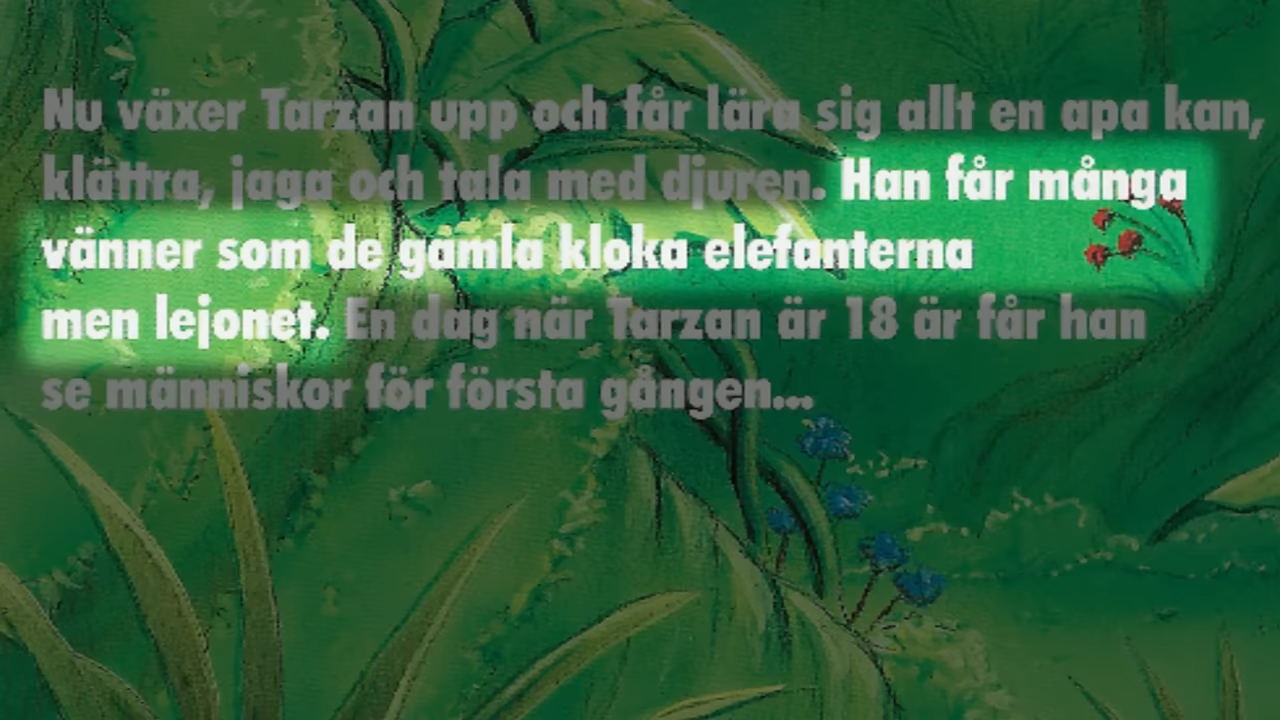 Nu växer Tarzan upp och får lära sig allt en apa kan,
klättra, jaga och tala med djuren. Han får många
vänner som de gamla kloka elefanterna
men lejonet. En dag när Tarzan är 18 är får han
se människor för första gången...